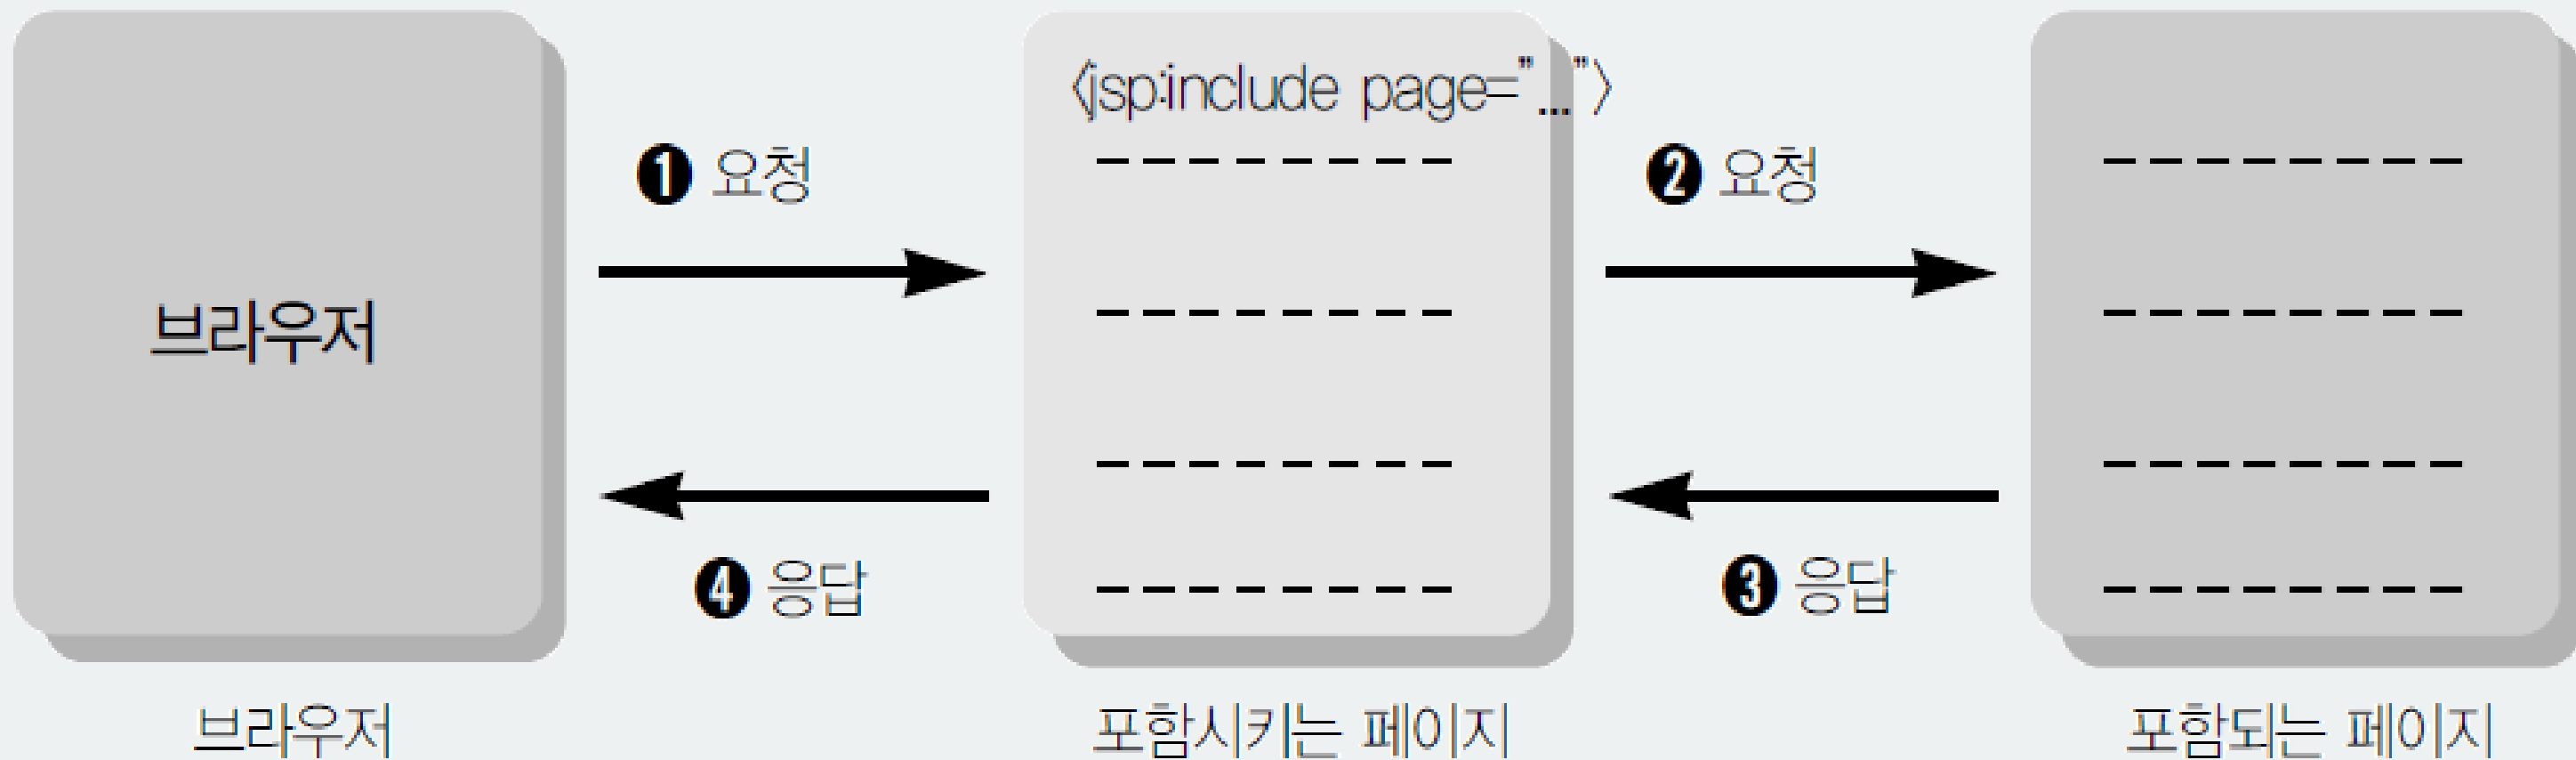 <jsp:include page="...">
❶ 요청
❷ 요청
브라우저
❹ 응답
❸ 응답
브라우저
포함시키는 페이지
포함되는 페이지